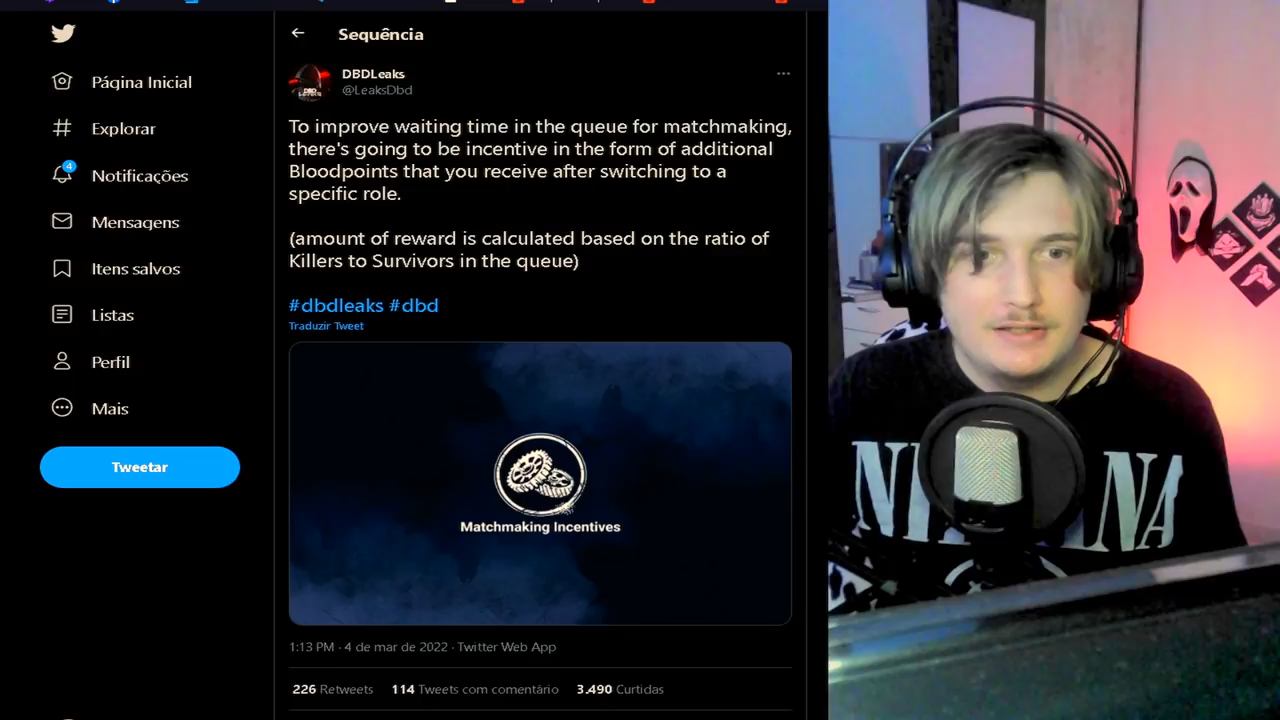 Sequência
DBDLeaks
@LeaksDbd
Página Inicial
Explorar
4
Notificações
Mensagens
Itens salvos
Listas
Perfil
Mais
Tweetar
To improve waiting time in the queue for matchmaking,
there's going to be incentive in the form of additional
Bloodpoints that you receive after switching to a
specific role.
(amount of reward is calculated based on the ratio of
Killers to Survivors in the queue)
#dbdleaks #dbd
Traduzir Tweet
Matchmaking Incentives
1:13 PM · 4 de mar de 2022 · Twitter Web App
226 Retweets 114 Tweets com comentário 3.490 Curtidas